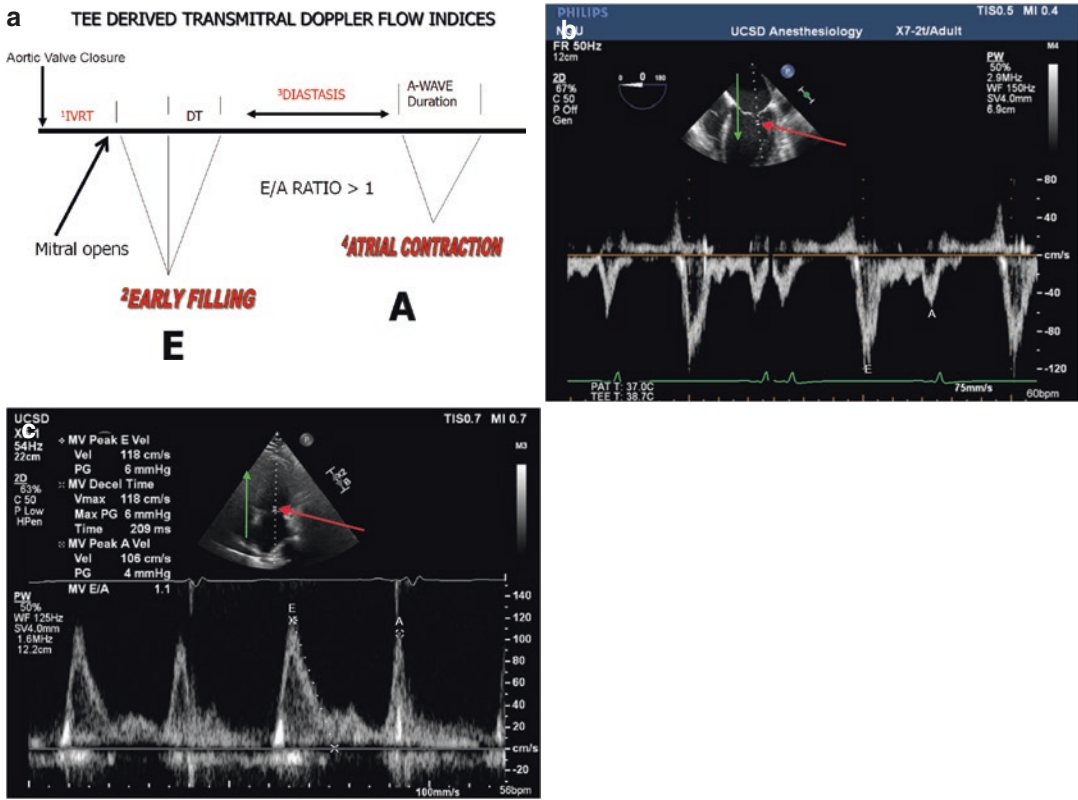 a
TEE DERIVED TRANSMITRAL DOPPLER FLOW INDICES
Aortic Valve Closure
¹IVRT
DT
³DIASTASIS
A-WAVE
Duration
E/A RATIO > 1
Mitral opens
²EARLY FILLING
⁴ATRIAL CONTRACTION
E
A
b
PHILIPS
TIS0.5 MI 0.4
UCSD Anesthesiology
X7-2t/Adult
FR 50Hz
12cm
2D
67%
C 50
P Off
Gen
0 0 180
P
PW
50%
2.9MHz
WF 150Hz
SV4.0mm
6.9cm
M4
80
40
cm/s
-40
-80
-120
A
E
PAT T: 37.0C
TEE T: 38.7C
75mm/s
60bpm
c
UCSD
TIS0.7 MI 0.7
54Hz
22cm
2D
63%
C 50
P Low
HPen
MV Peak E Vel
Vel 118 cm/s
PG 6 mmHg
MV Decel Time
Vmax 118 cm/s
Max PG 6 mmHg
Time 209 ms
MV Peak A Vel
Vel 106 cm/s
PG 4 mmHg
MV E/A 1.1
P
M3
PW
50%
WF 125Hz
SV4.0mm
1.6MHz
12.2cm
E
A
140
120
100
80
60
40
20
cm/s
-20
100mm/s
56bpm